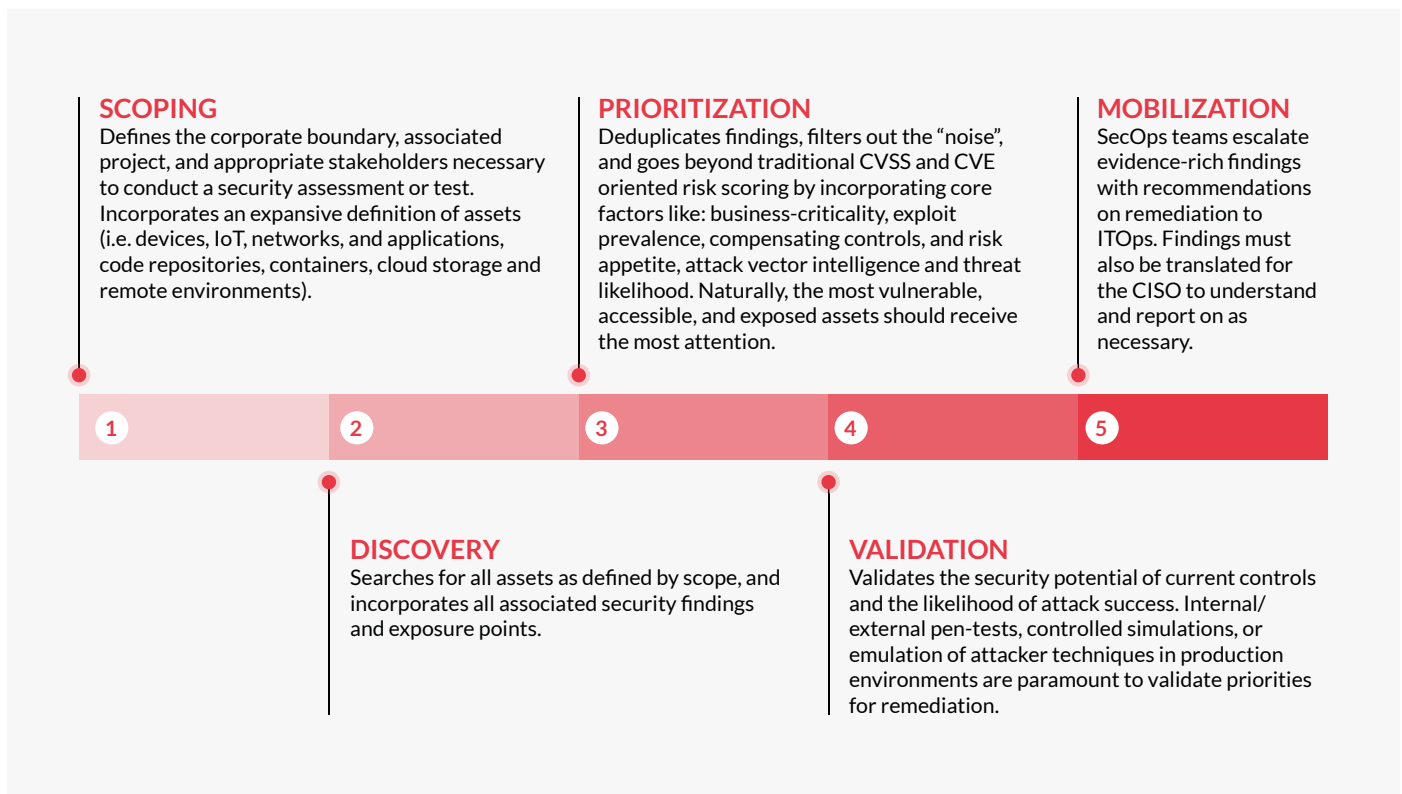 SCOPING
Defines the corporate boundary, associated
project, and appropriate stakeholders necessary
to conduct a security assessment or test.
Incorporates an expansive definition of assets
(i.e. devices, IoT, networks, and applications,
code repositories, containers, cloud storage and
remote environments).
PRIORITIZATION
Deduplicates findings, filters out the “noise”,
and goes beyond traditional CVSS and CVE
oriented risk scoring by incorporating core
factors like: business-criticality, exploit
prevalence, compensating controls, and risk
appetite, attack vector intelligence and threat
likelihood. Naturally, the most vulnerable,
accessible, and exposed assets should receive
the most attention.
MOBILIZATION
SecOps teams escalate
evidence-rich findings
with recommendations
on remediation to
ITOps. Findings must
also be translated for
the CISO to understand
and report on as
necessary.
1
2
3
4
5
DISCOVERY
Searches for all assets as defined by scope, and
incorporates all associated security findings
and exposure points.
VALIDATION
Validates the security potential of current controls
and the likelihood of attack success. Internal/
external pen-tests, controlled simulations, or
emulation of attacker techniques in production
environments are paramount to validate priorities
for remediation.